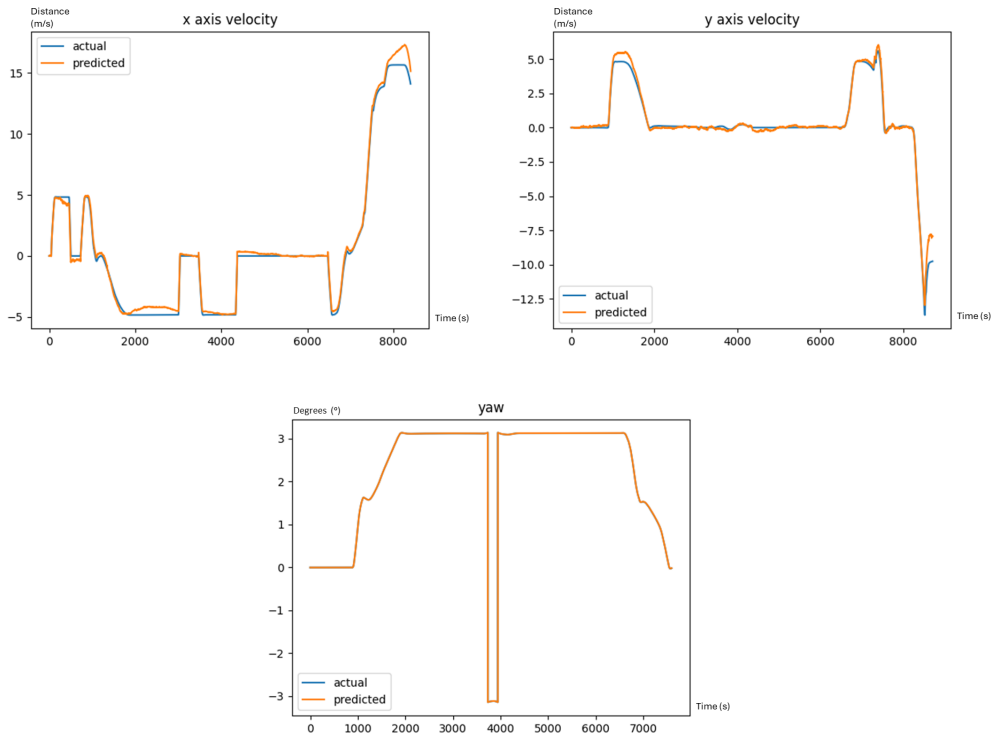 Distance
(m/s)
x axis velocity
actual
predicted
15
10
5
0
−5
0
2000
4000
6000
8000
Time (s)
Distance
(m/s)
y axis velocity
5.0
2.5
0.0
−2.5
−5.0
−7.5
−10.0
−12.5
actual
predicted
0
2000
4000
6000
8000
Time (s)
Degrees (°)
yaw
3
2
1
0
−1
−2
−3
actual
predicted
0
1000
2000
3000
4000
5000
6000
7000
Time (s)